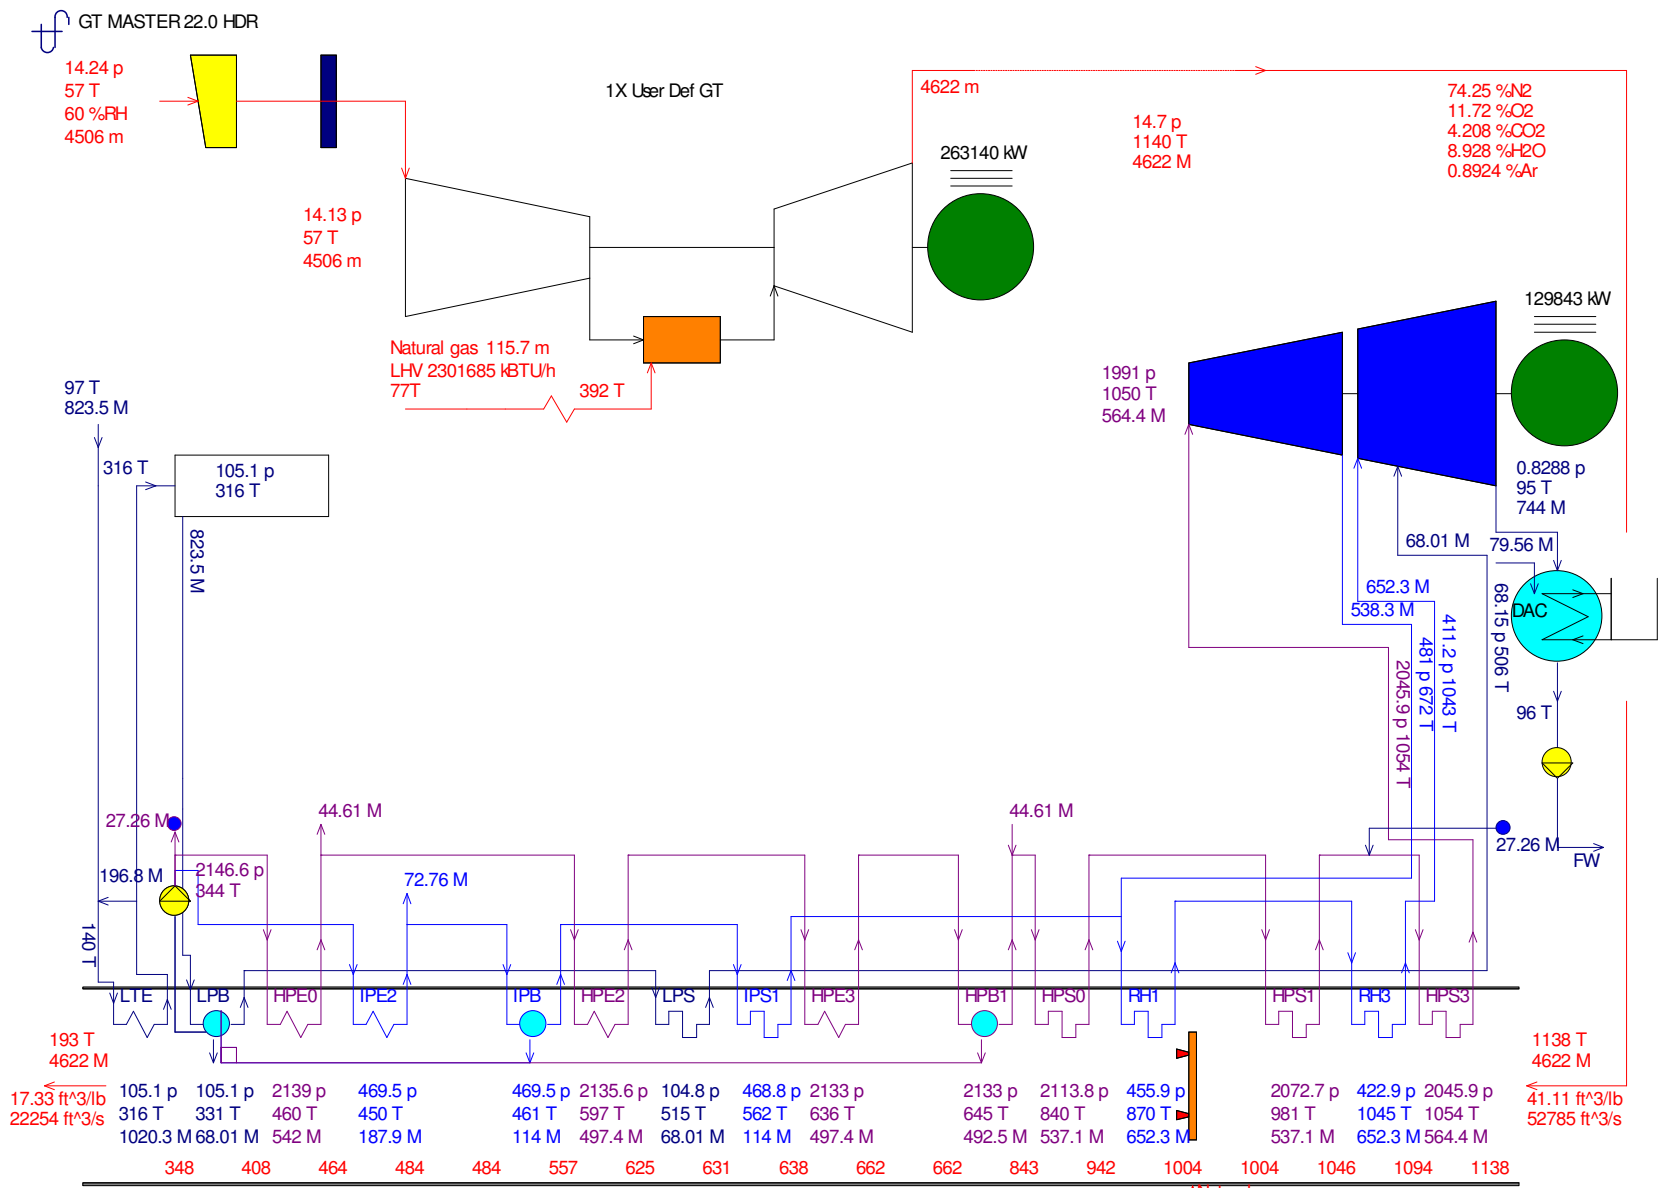 GT MASTER 22.0 HDR
14.24 p
57 T
60 %RH
4506 m
1X User Def GT
4622 m
14.7 p
1140 T
4622 M
74.25 %N2
11.72 %O2
4.208 %CO2
8.928 %H2O
0.8924 %Ar
263140 kW
14.13 p
57 T
4506 m
Natural gas 115.7 m
LHV 2301685 kBTU/h
77T
392 T
129843 kW
1991 p
1050 T
564.4 M
0.8288 p
95 T
744 M
97 T
823.5 M
316 T
105.1 p
316 T
823.5 M
68.01 M
79.56 M
652.3 M
538.3 M
DAC
68.15 p 506 T
411.2 p 1043 T
481 p 672 T
2045.9 p 1054 T
96 T
27.26 M
FW
27.26 M
44.61 M
44.61 M
2146.6 p
344 T
196.8 M
72.76 M
140 T
LTE
LPB
HPE0
IPE2
IPB
HPE2
LPS
IPS1
HPE3
HPB1
HPS0
RH1
HPS1
RH3
HPS3
193 T
4622 M
17.33 ft^3/lb
22254 ft^3/s
1138 T
4622 M
41.11 ft^3/lb
52785 ft^3/s
105.1 p 105.1 p 2139 p 469.5 p 469.5 p 2135.6 p 104.8 p 468.8 p 2133 p 2133 p 2113.8 p 455.9 p 2072.7 p 422.9 p 2045.9 p
316 T 331 T 460 T 450 T 461 T 597 T 515 T 562 T 636 T 645 T 840 T 870 T 981 T 1045 T 1054 T
1020.3 M 68.01 M 542 M 187.9 M 114 M 497.4 M 68.01 M 114 M 497.4 M 492.5 M 537.1 M 652.3 M 537.1 M 652.3 M 564.4 M
348 408 464 484 484 557 625 631 638 662 662 843 942 1004 1004 1046 1094 1138